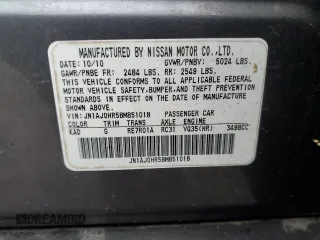 MANUFACTURED BY NISSAN MOTOR CO.,LTD.
DATE: 10/10 GVWR/PNBV: 5024 LBS.
GAWR/PNBE FR: 2484 LBS. RR: 2549 LBS.
THIS VEHICLE CONFORMS TO ALL APPLICABLE FEDERAL
MOTOR VEHICLE SAFETY,BUMPER,AND THEFT PREVENTION
STANDARDS IN EFFECT ON THE DATE OF MANUFACTURE
SHOWN ABOVE.
VIN: JN1AJ0HR5BM851018 PASSENGER CAR
COLOR TRIM TRANS AXLE ENGINE
KAD G RE7R01A RC31 VQ35(HR) 3498CC
JN1AJ0HR5BM851018
AMERIBID